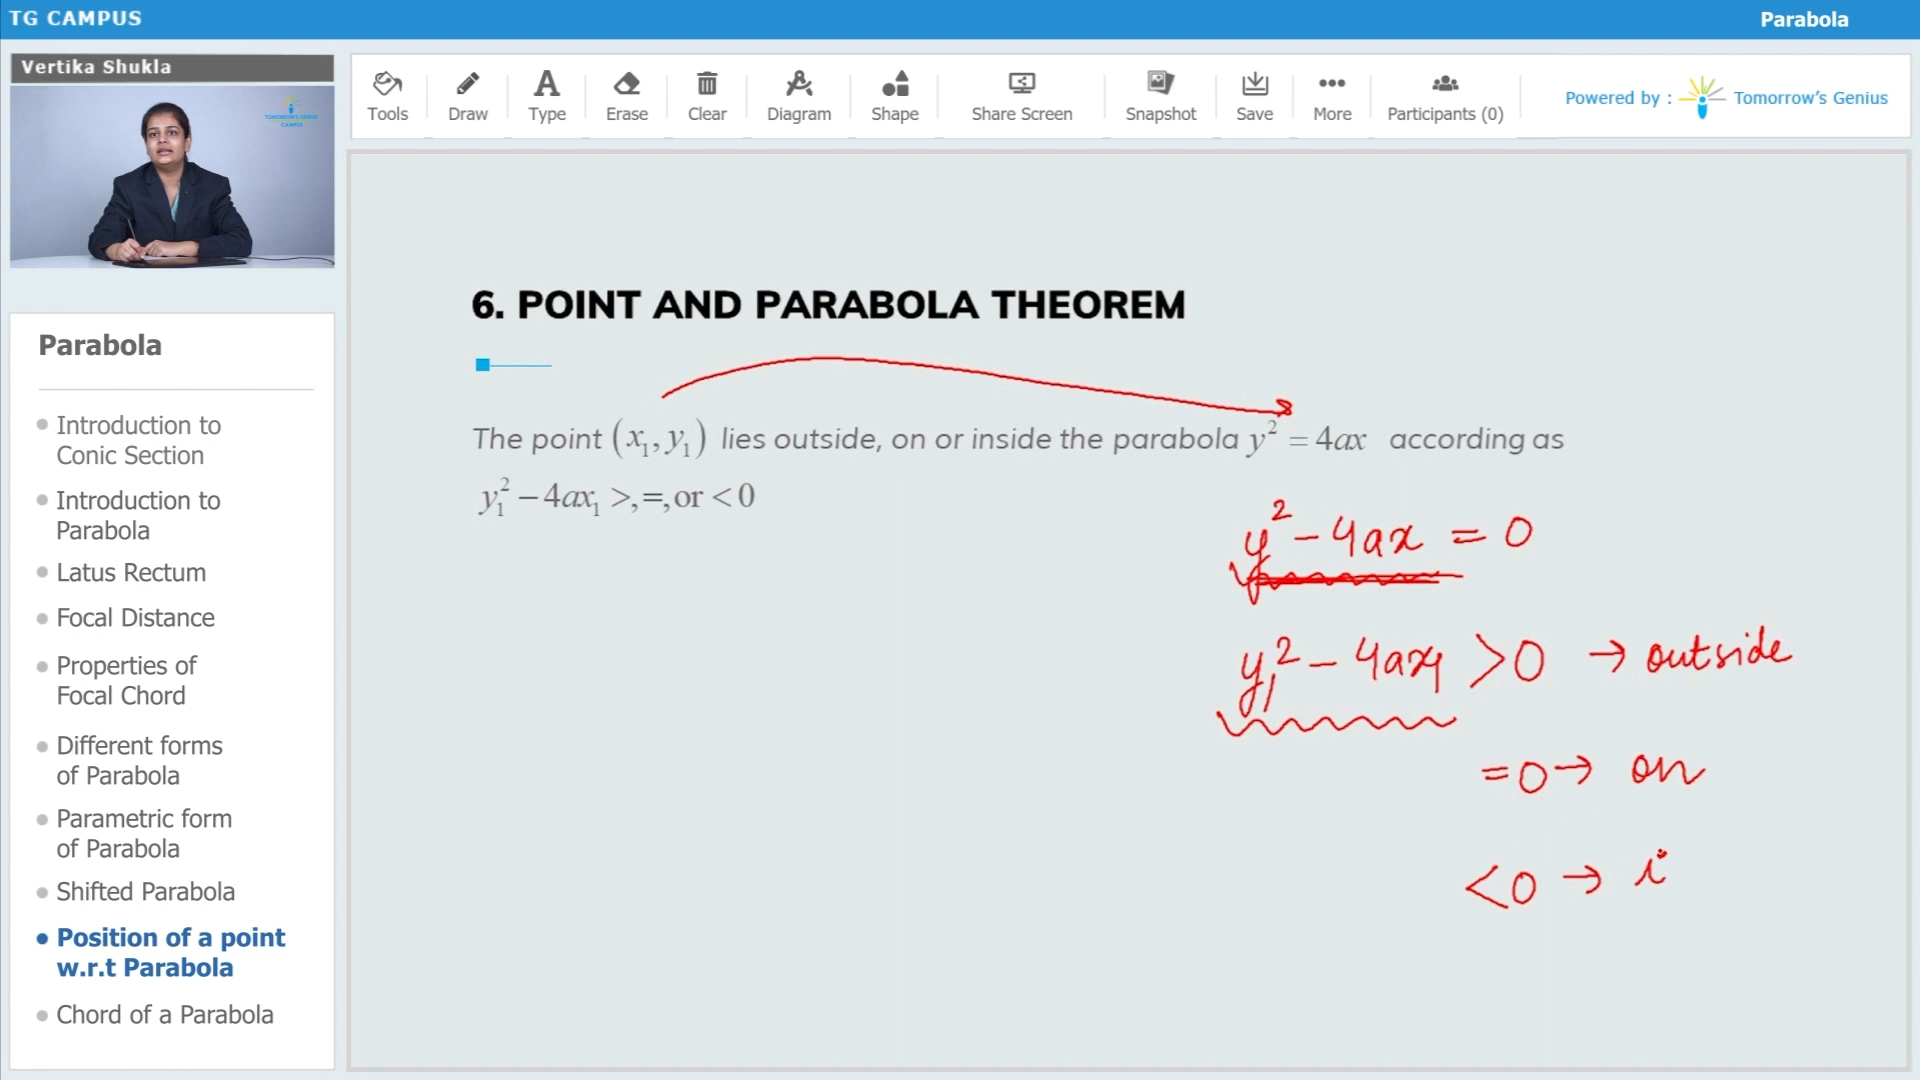 TG CAMPUS
Parabola
Vertika Shukla
TOMORROW'S GENIUS
CAMPUS
Tools
Draw
Type
Erase
Clear
Diagram
Shape
Share Screen
Snapshot
Save
More
Participants (0)
Powered by : Tomorrow's Genius
Parabola
Introduction to
Conic Section
Introduction to
Parabola
Latus Rectum
Focal Distance
Properties of
Focal Chord
Different forms
of Parabola
Parametric form
of Parabola
Shifted Parabola
Position of a point
w.r.t Parabola
Chord of a Parabola
6. POINT AND PARABOLA THEOREM
The point (x₁, y₁) lies outside, on or inside the parabola y² = 4ax according as
y₁² − 4ax₁ >, =, or < 0
y² − 4ax = 0
y₁² − 4ax₁ > 0 → outside
= 0 → on
< 0 → i